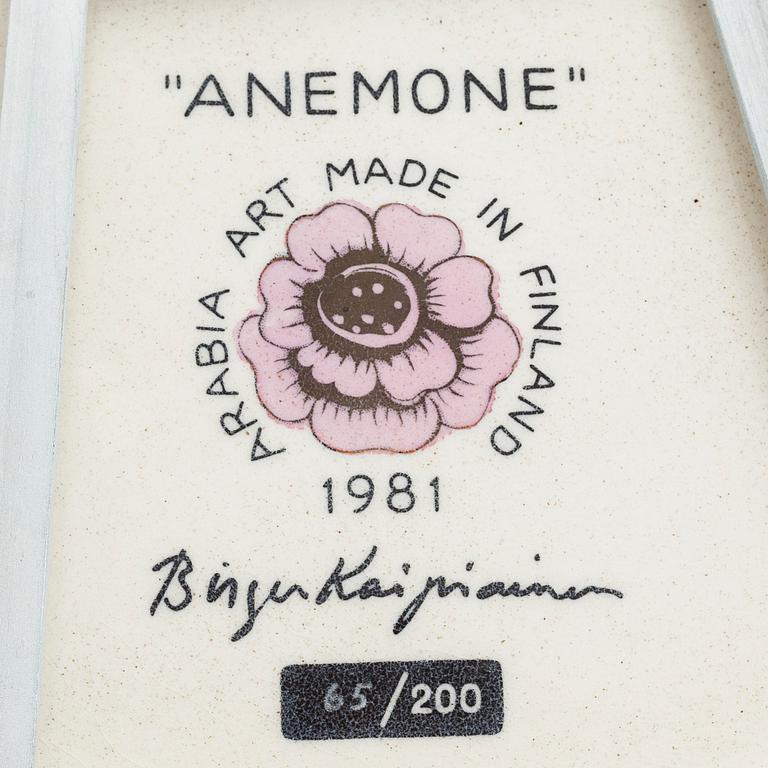 "ANEMONE"
ARABIA ART MADE IN FINLAND
1981
Birger Kaipiainen
65/200